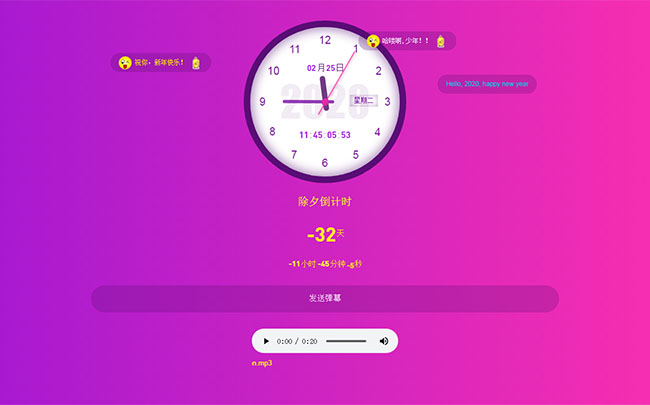 12
1
2
3
4
5
6
7
8
9
10
11
02月25日
2020
星期二
11:45:05:53
祝你，新年快乐！
哈喽啊,少年！！
Hello, 2020, happy new year
除夕倒计时
-32天
-11小时-45分钟-5秒
发送弹幕
0:00 / 0:20
n.mp3